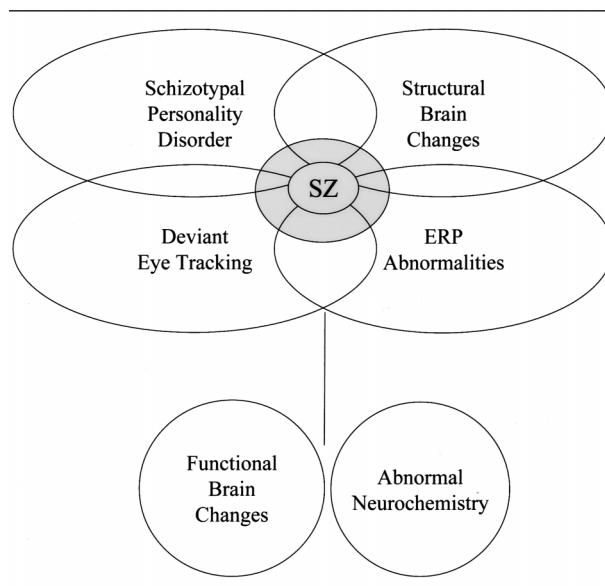 Schizotypal
Personality
Disorder
Structural
Brain
Changes
SZ
Deviant
Eye Tracking
ERP
Abnormalities
Functional
Brain
Changes
Abnormal
Neurochemistry